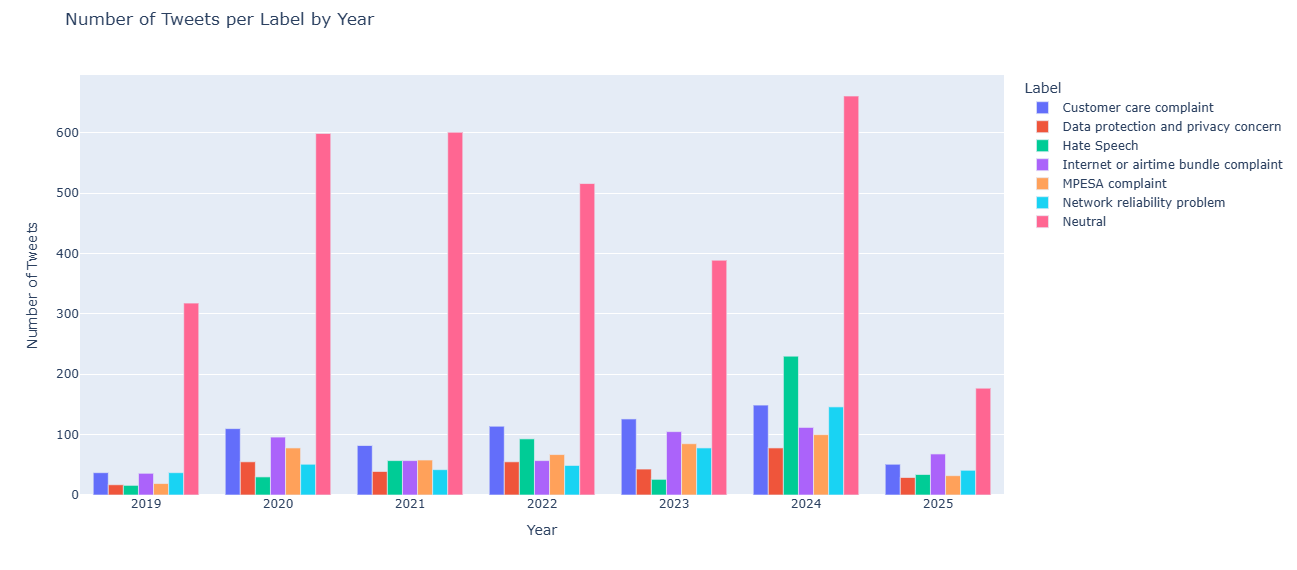 Number of Tweets per Label by Year
Label
Customer care complaint
Data protection and privacy concern
Hate Speech
Internet or airtime bundle complaint
MPESA complaint
Network reliability problem
Neutral
Number of Tweets
600
500
400
300
200
100
0
2019 2020 2021 2022 2023 2024 2025
Year